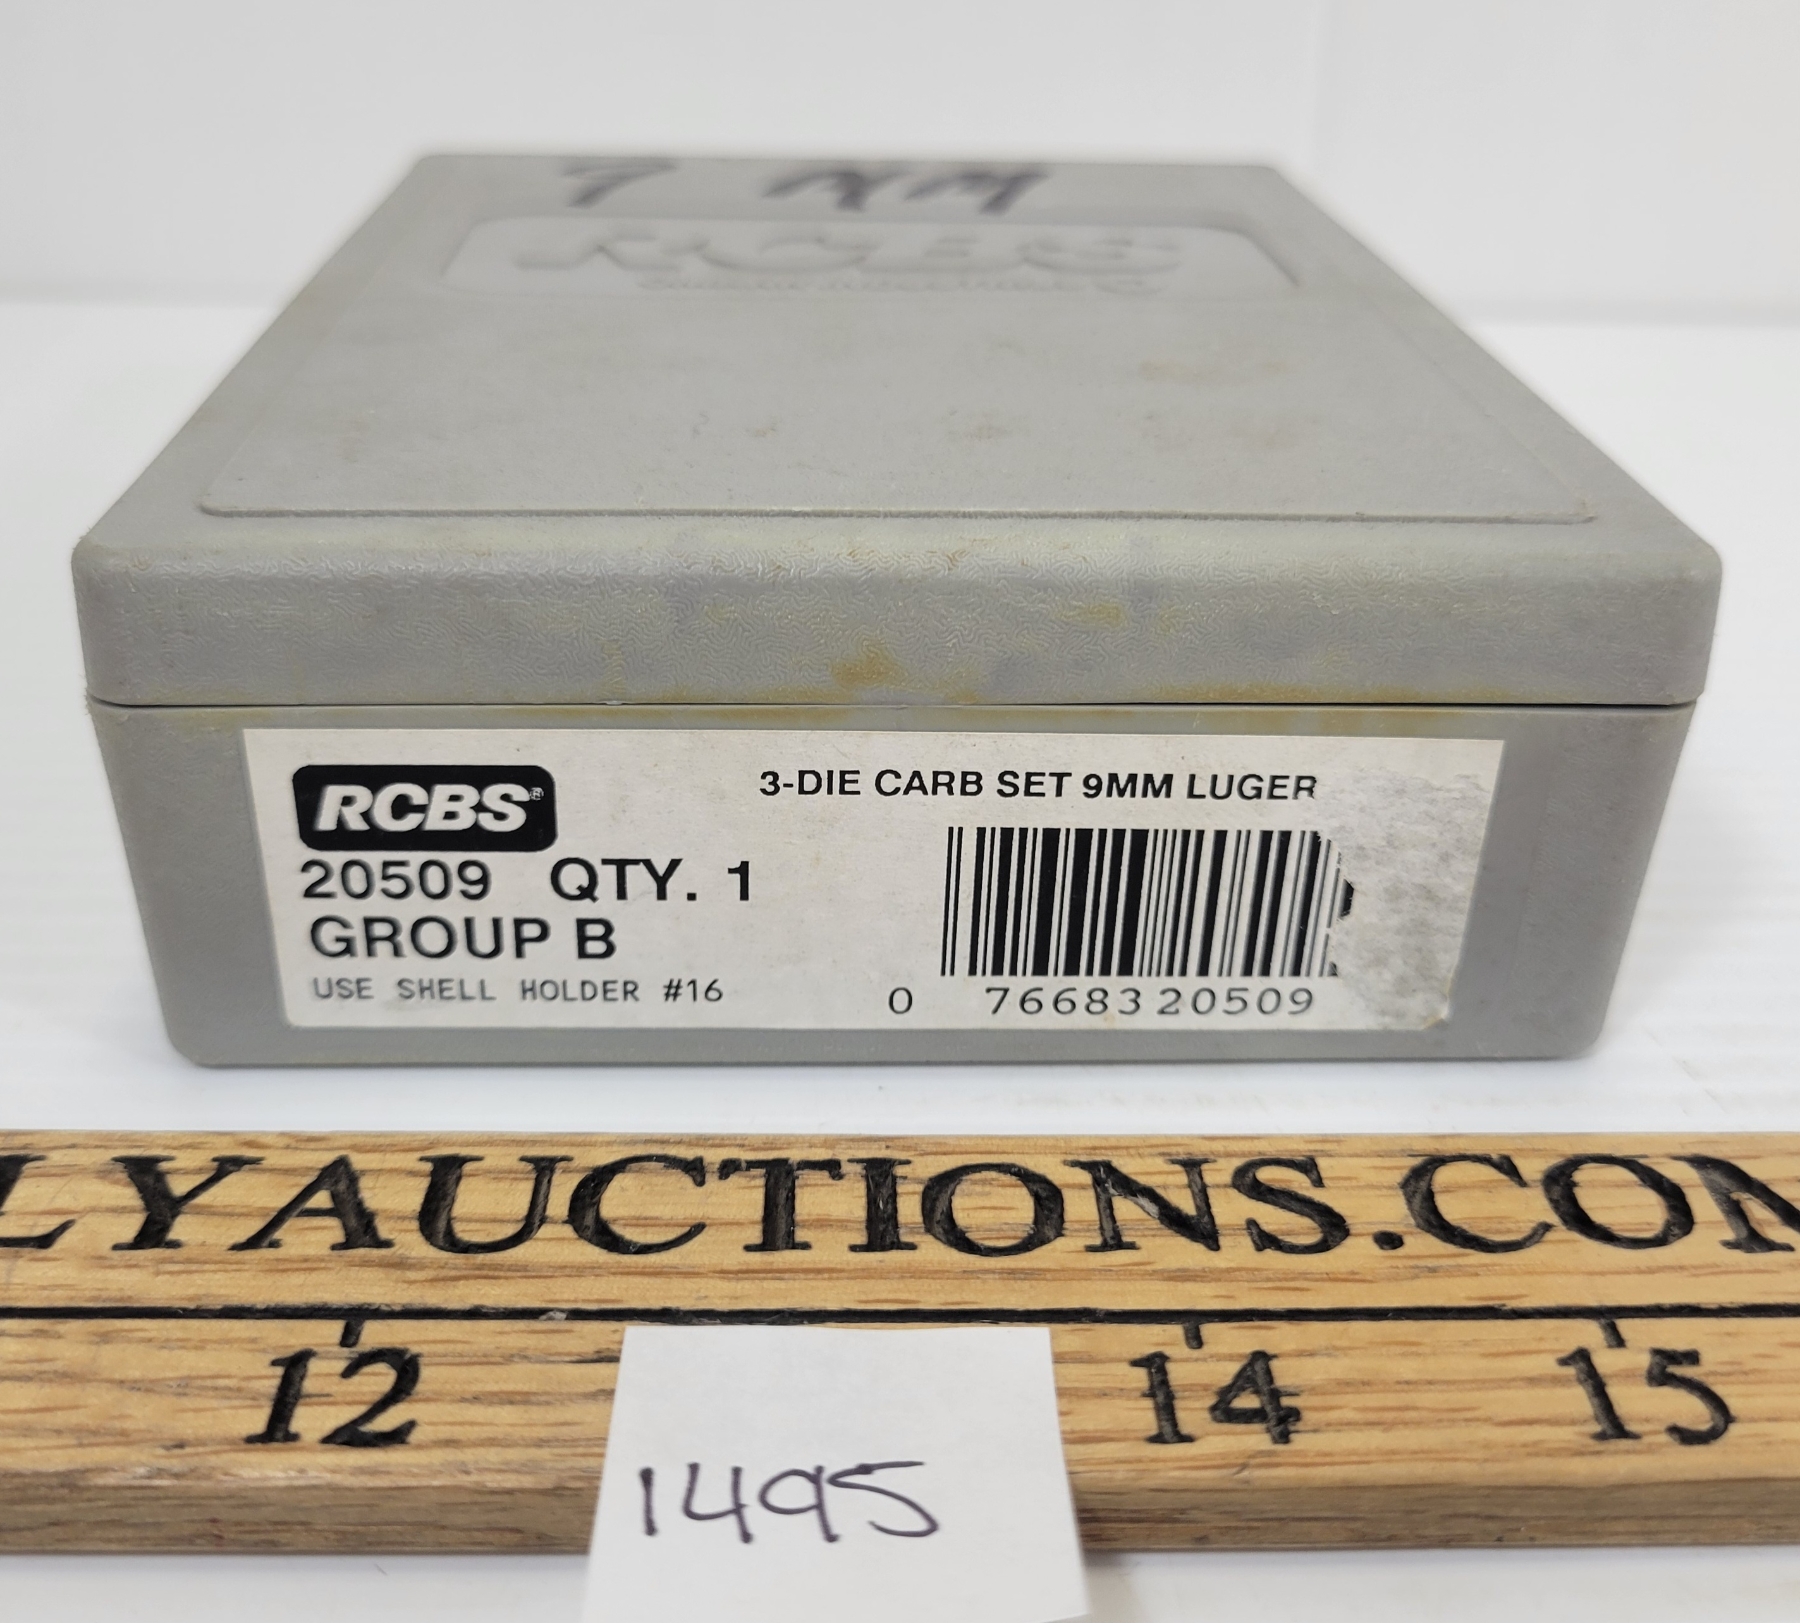 9 MM
RCBS
RCBS®
3-DIE CARB SET 9MM LUGER
20509 QTY. 1
GROUP B
USE SHELL HOLDER #16
0 76683 20509
LYAUCTIONS.COM
12 14 15
1495